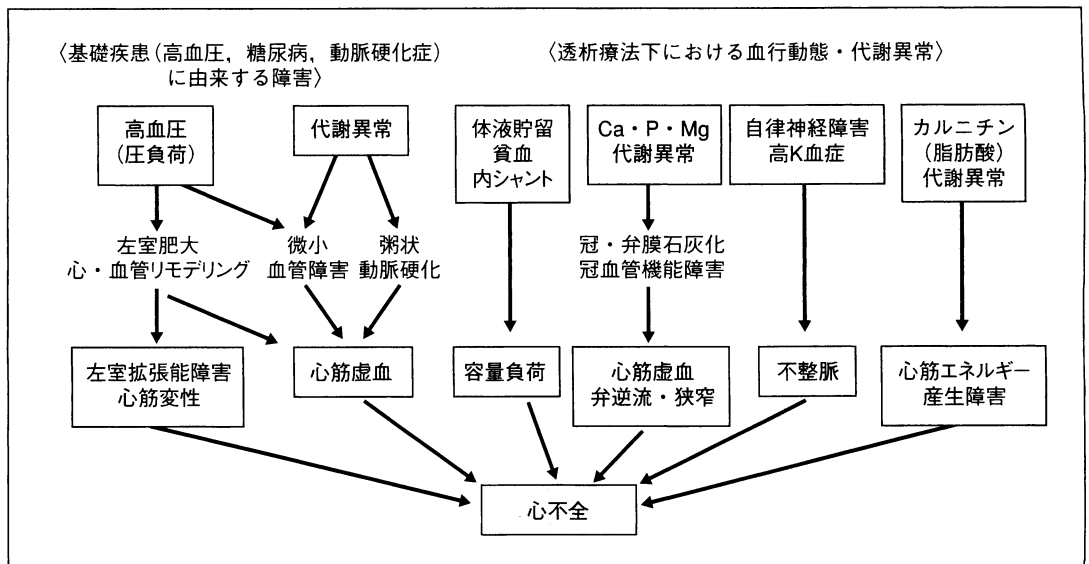 〈基礎疾患(高血圧,糖尿病,動脈硬化症)
に由来する障害〉
〈透析療法下における血行動態・代謝異常〉
高血圧
(圧負荷)
代謝異常
体液貯留
貧血
内シャント
Ca・P・Mg
代謝異常
自律神経障害
高K血症
カルニチン
(脂肪酸)
代謝異常
左室肥大
心・血管リモデリング
微小
血管障害
粥状
動脈硬化
冠・弁膜石灰化
冠血管機能障害
左室拡張能障害
心筋変性
心筋虚血
容量負荷
心筋虚血
弁逆流・狭窄
不整脈
心筋エネルギー
産生障害
心不全